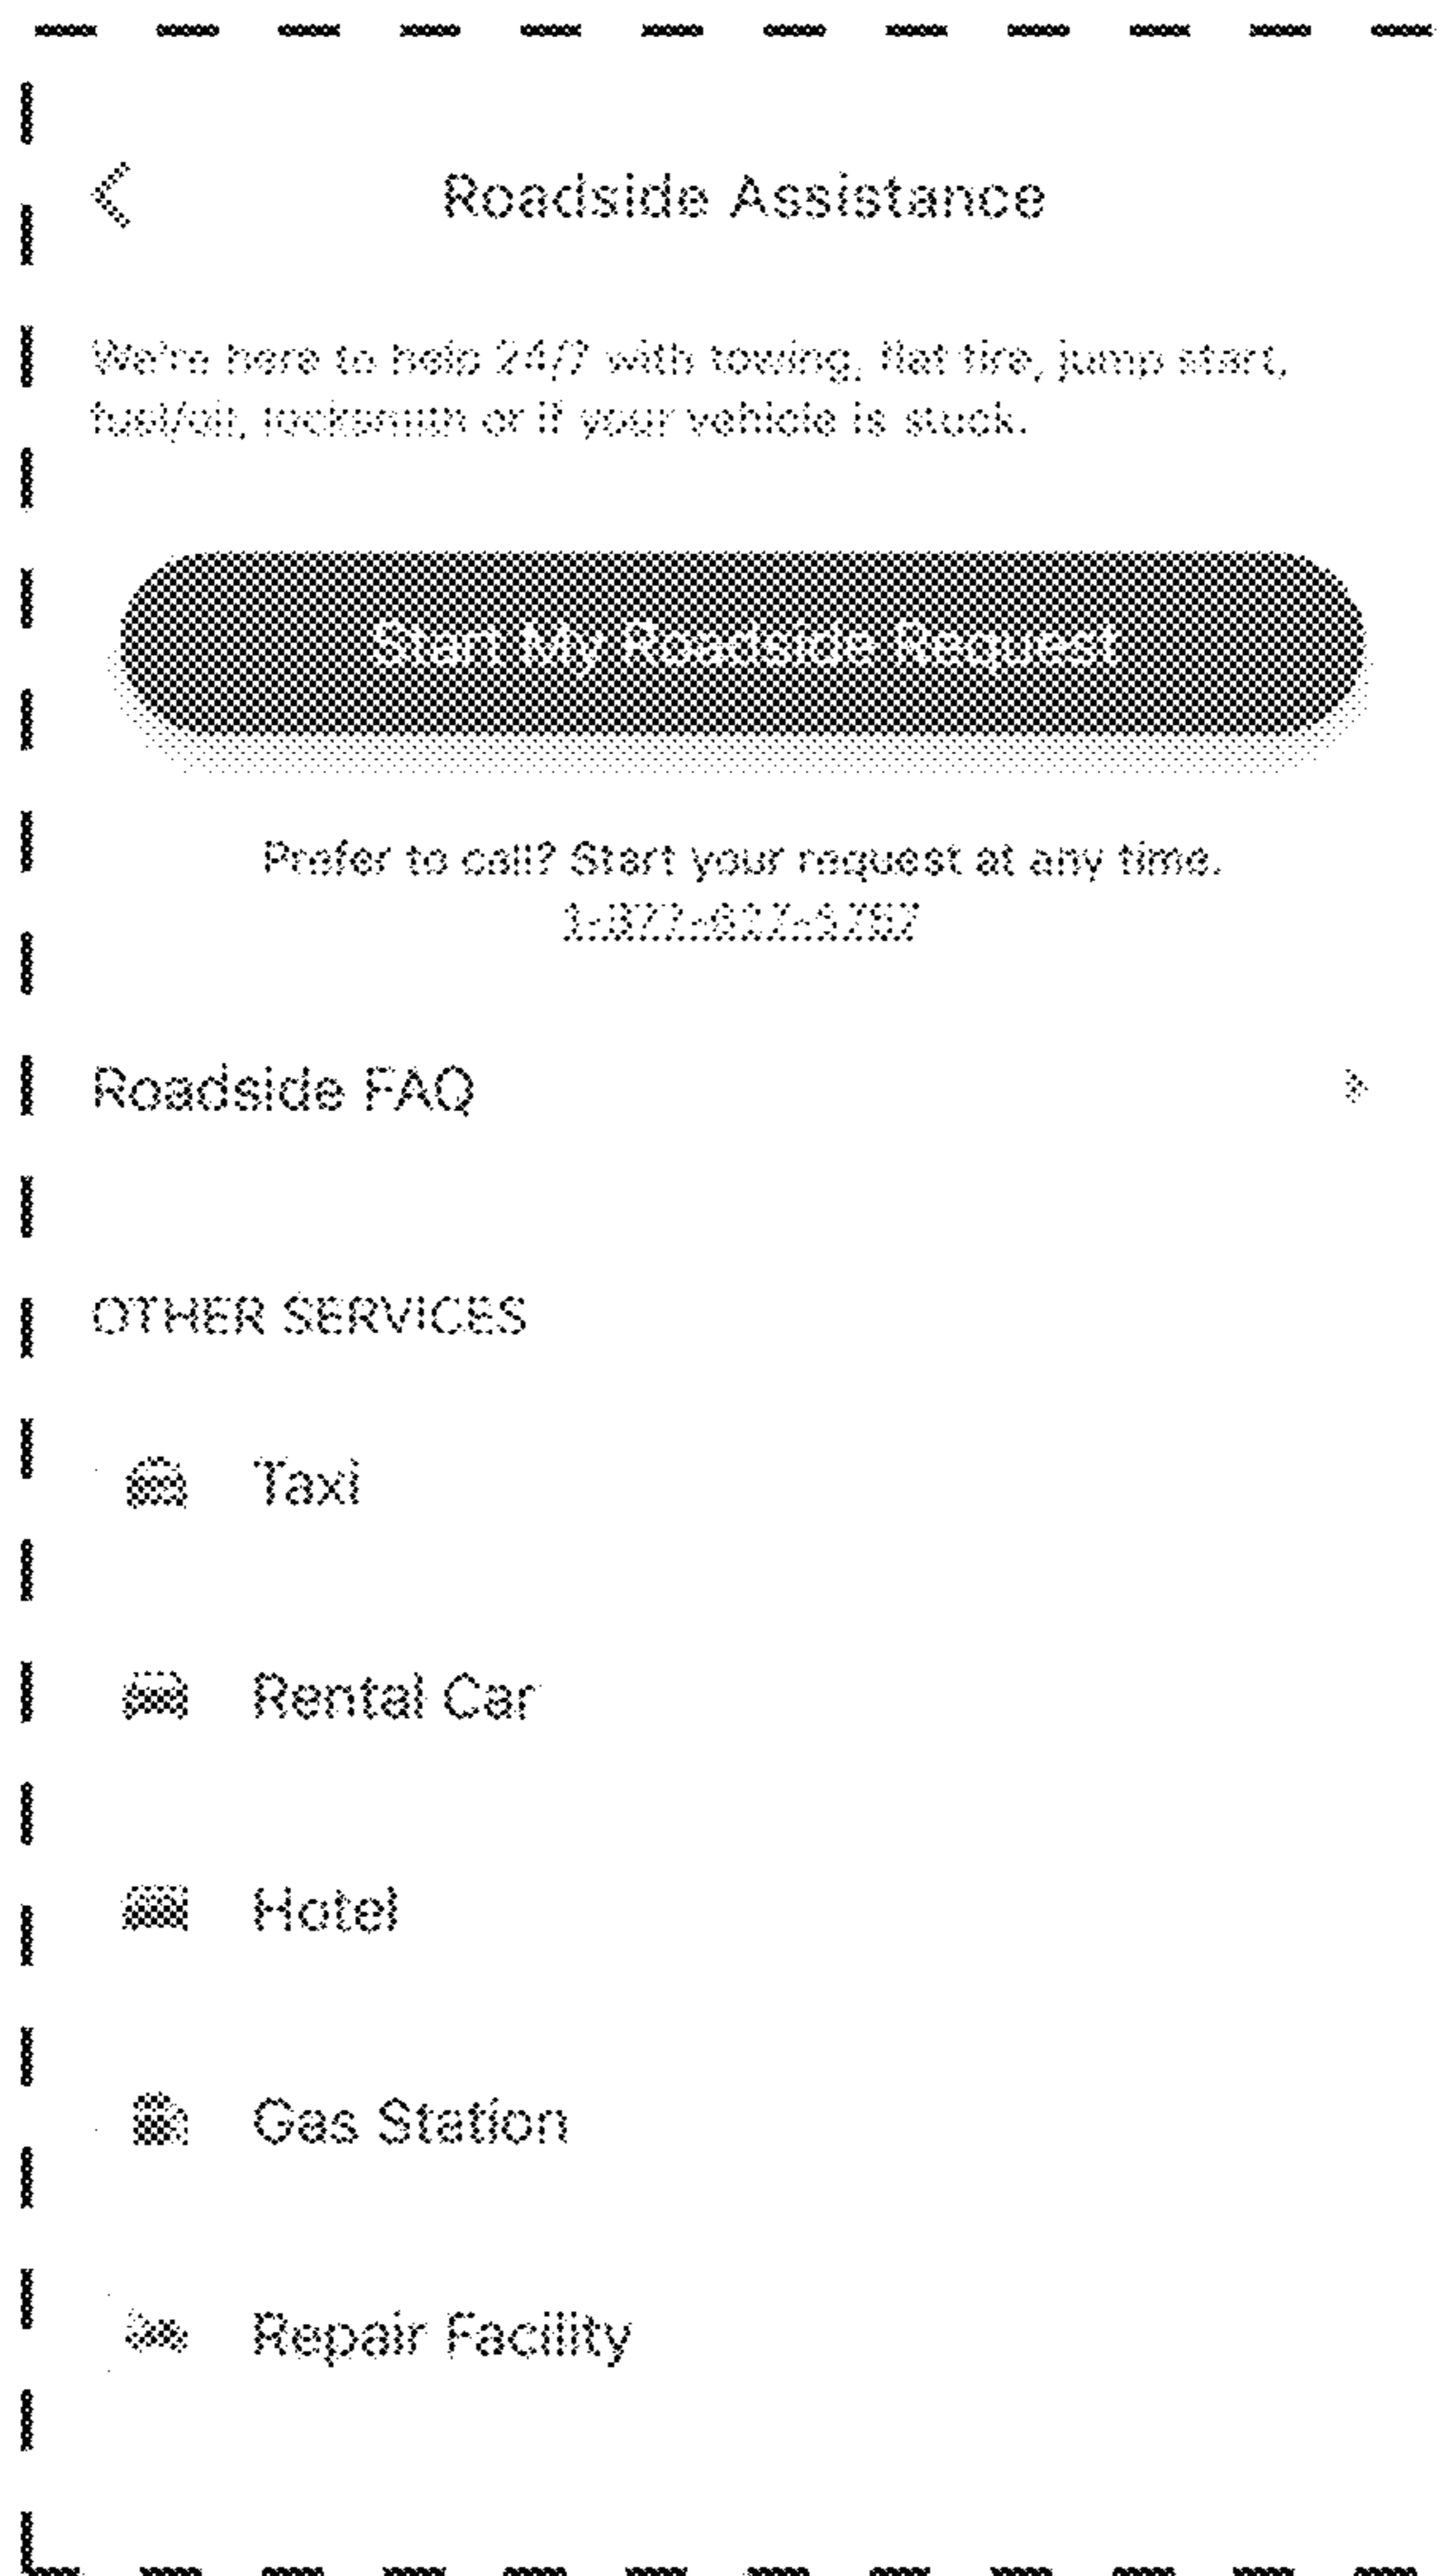 Roadside Assistance
We're here to help 24/7 with towing, flat tire, jump start,
fuel/oil, locksmith or if your vehicle is stuck.
Start My Roadside Request
Prefer to call? Start your request at any time.
Roadside FAQ
OTHER SERVICES
Taxi
Rental Car
Hotel
Gas Station
Repair Facility